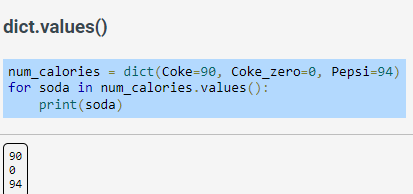 dict.values()
num_calories = dict(Coke=90, Coke_zero=0, Pepsi=94)
for soda in num_calories.values():
    print(soda)
90
0
94